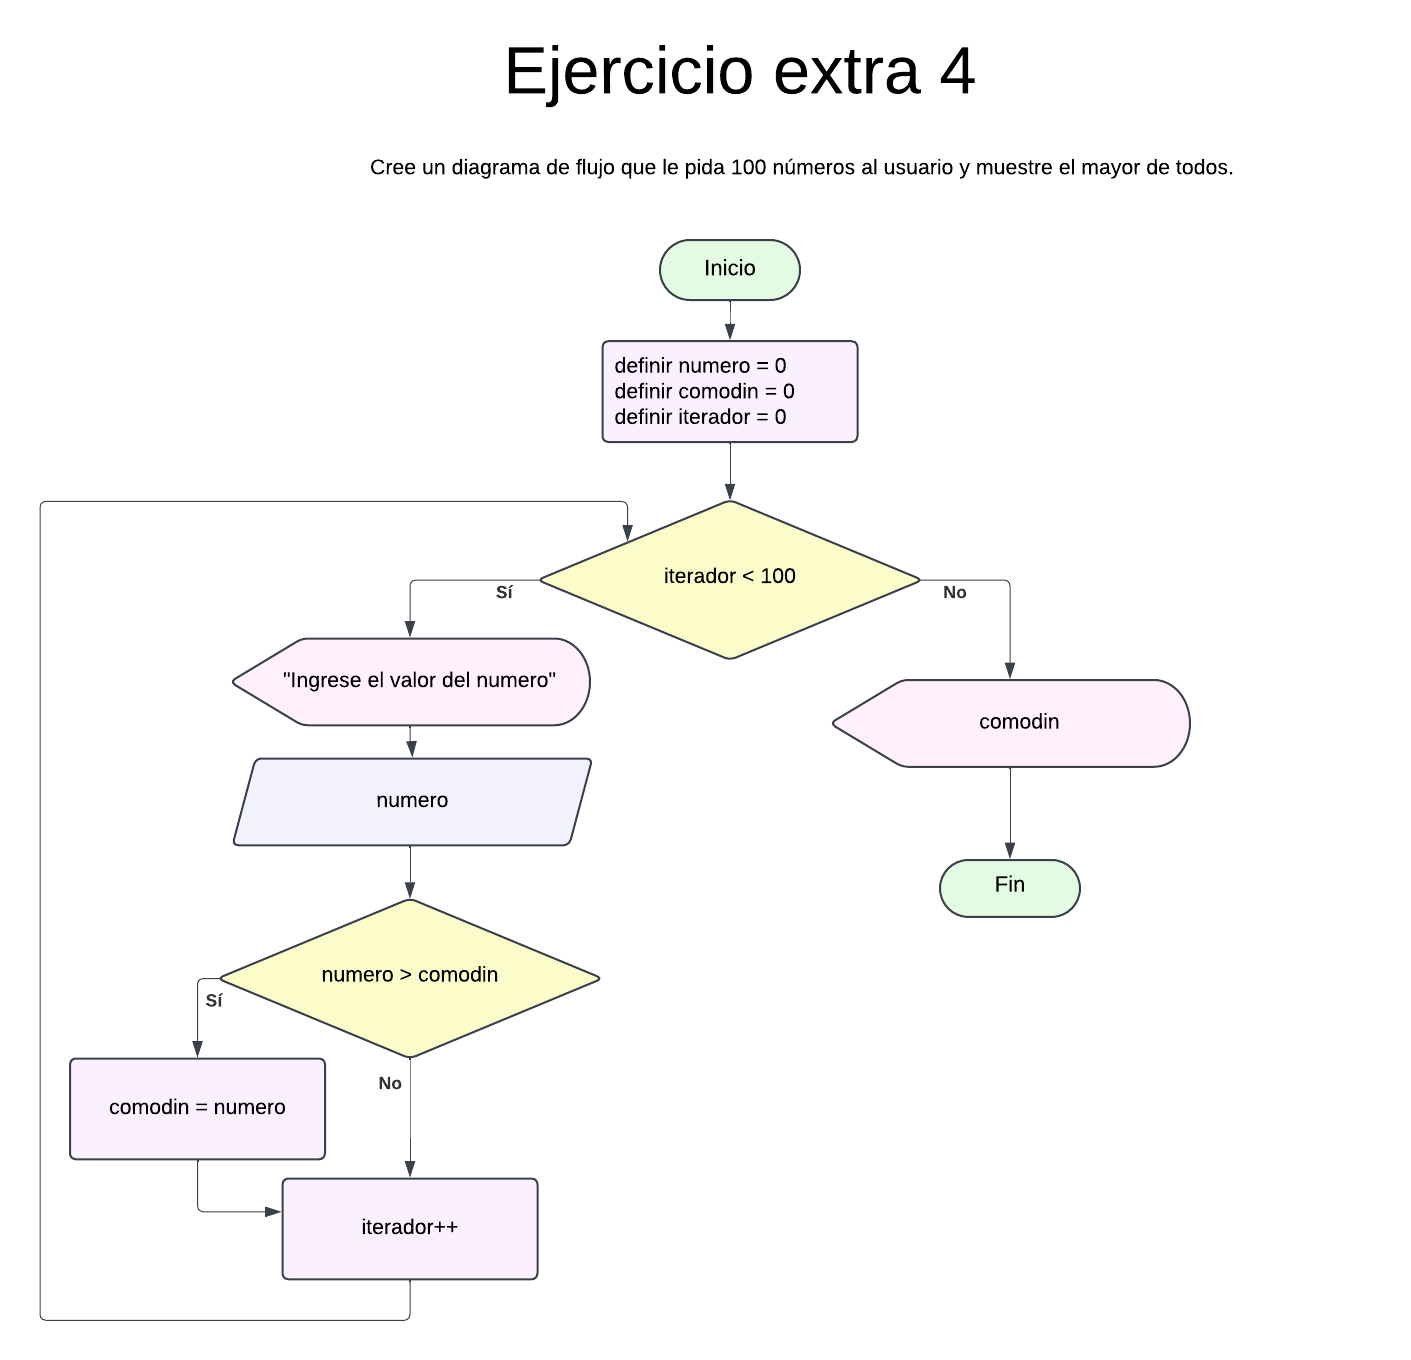 Ejercicio extra 4
Cree un diagrama de flujo que le pida 100 números al usuario y muestre el mayor de todos.
Inicio
definir numero = 0
definir comodin = 0
definir iterador = 0
iterador < 100
Sí
No
"Ingrese el valor del numero"
comodin
numero
Fin
numero > comodin
Sí
No
comodin = numero
iterador++